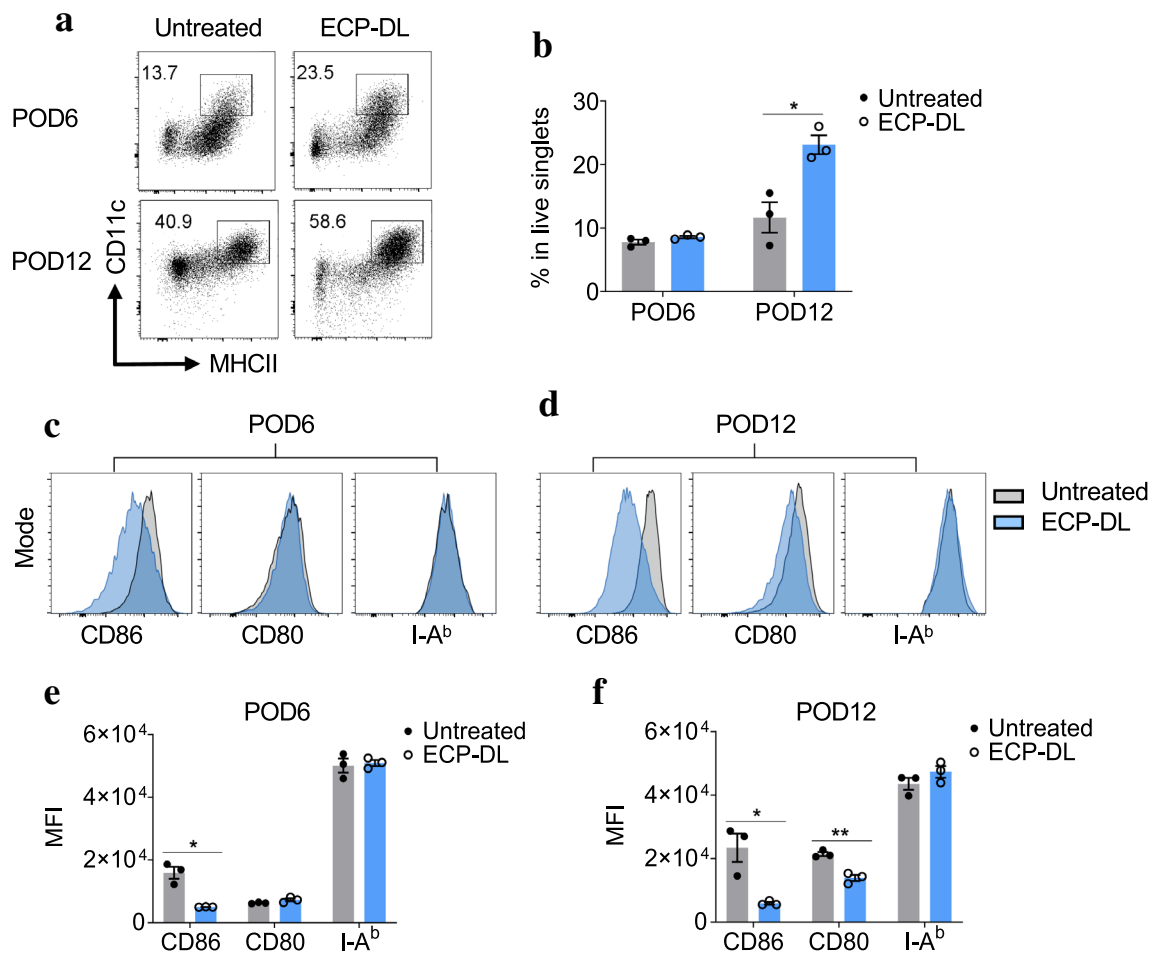 a
Untreated ECP-DL
POD6
13.7 23.5
POD12
40.9 58.6
CD11c
MHCII
b
% in live singlets
30
20
10
0
POD6 POD12
*
Untreated
ECP-DL
c
POD6
Mode
CD86 CD80 I-Aᵇ
d
POD12
CD86 CD80 I-Aᵇ
Untreated
ECP-DL
e
POD6
MFI
6×10⁴
4×10⁴
2×10⁴
0
*
CD86 CD80 I-Aᵇ
Untreated
ECP-DL
f
POD12
MFI
6×10⁴
4×10⁴
2×10⁴
0
* **
CD86 CD80 I-Aᵇ
Untreated
ECP-DL